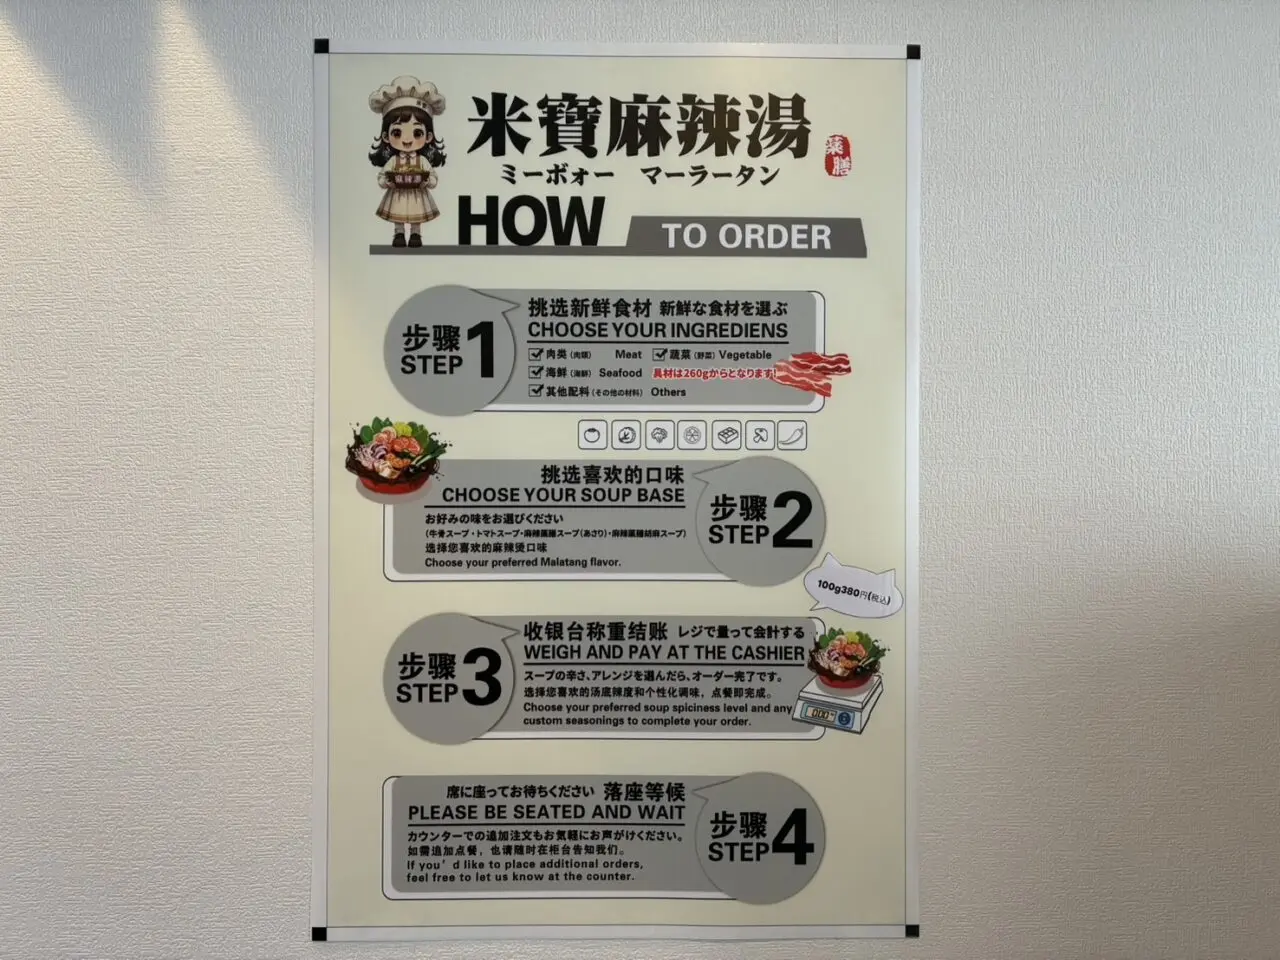 米寶麻辣湯
薬膳
ミーボォー マーラータン
HOW TO ORDER
麻辣湯
步骤 STEP 1
挑选新鲜食材 新鮮な食材を選ぶ
CHOOSE YOUR INGREDIENS
肉类(肉類) Meat 蔬菜(野菜) Vegetable
海鲜(海鮮) Seafood 具材は260gからとなります!
其他配料(その他の材料) Others
步骤 STEP 2
挑选喜欢的口味
CHOOSE YOUR SOUP BASE
お好みの味をお選びください
(牛骨スープ・トマトスープ・麻辣薬膳スープ(あさり)・麻辣薬膳胡麻スープ)
选择您喜欢的麻辣烫口味
Choose your preferred Malatang flavor.
100g380円(税込)
步骤 STEP 3
收银台称重结账 レジで量って会計する
WEIGH AND PAY AT THE CASHIER
スープの辛さ、アレンジを選んだら、オーダー完了です。
选择您喜欢的汤底辣度和个性化调味，点餐即完成。
Choose your preferred soup spiciness level and any
custom seasonings to complete your order.
步骤 STEP 4
席に座ってお待ちください 落座等候
PLEASE BE SEATED AND WAIT
カウンターでの追加注文もお気軽にお声がけください。
如需追加点餐，也请随时在柜台告知我们。
If you'd like to place additional orders,
feel free to let us know at the counter.